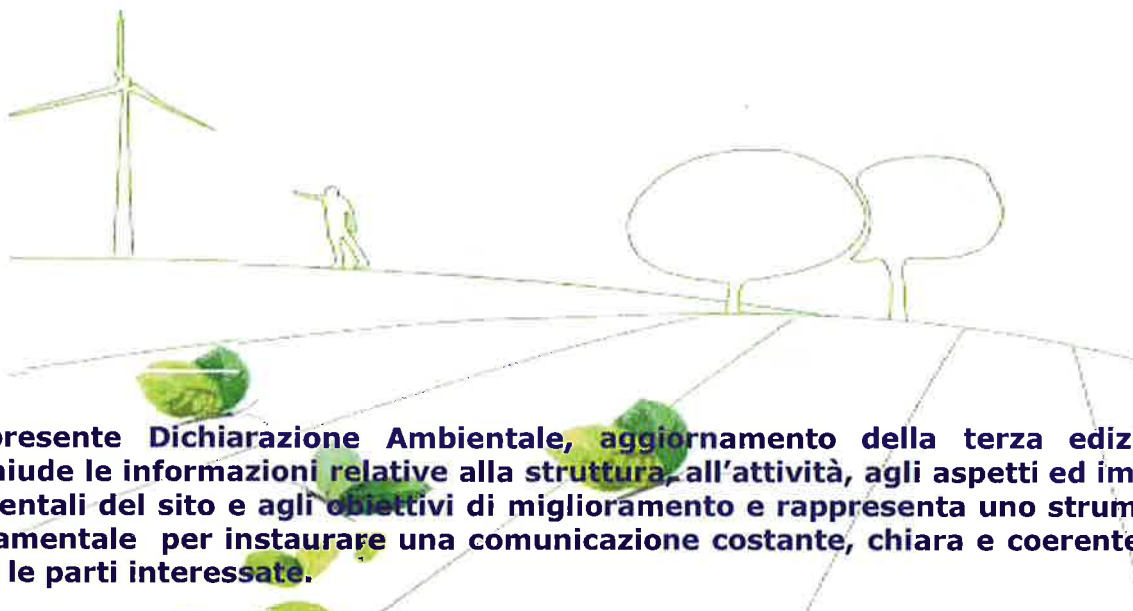 presente Dichiarazione Ambientale, aggiornamento della terza ediz
hiude le informazioni relative alla struttura, all'attività, agli aspetti ed im
entali del sito e agli obiettivi di miglioramento e rappresenta uno strum
amentale per instaurare una comunicazione costante, chiara e coerente
le parti interessate.